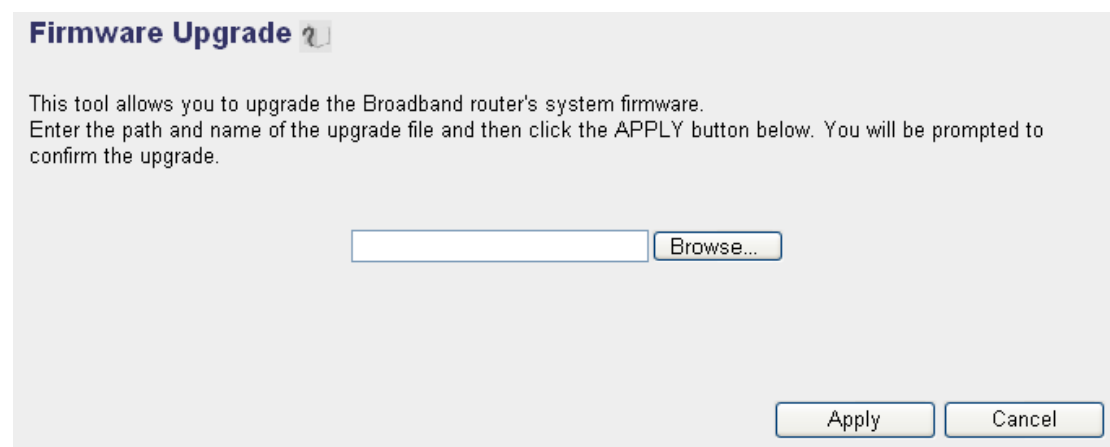 Firmware Upgrade
This tool allows you to upgrade the Broadband router's system firmware.
Enter the path and name of the upgrade file and then click the APPLY button below. You will be prompted to
confirm the upgrade.
Browse...
Apply Cancel